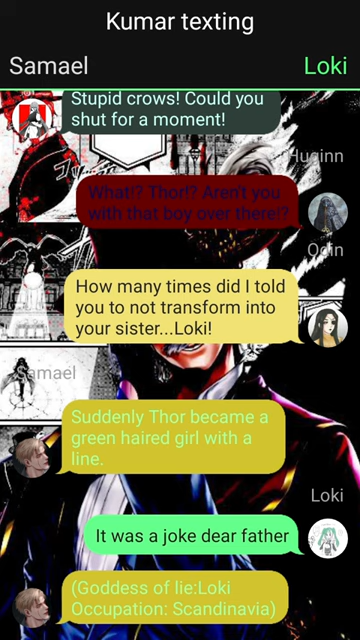 Kumar texting
Samael
Loki
Stupid crows! Could you
shut for a moment!
Huginn
What!? Thor!? Aren't you
with that boy over there!?
Odin
How many times did I told
you to not transform into
your sister...Loki!
Samael
Suddenly Thor became a
green haired girl with a
line.
Loki
It was a joke dear father
(Goddess of lie:Loki
Occupation: Scandinavia)